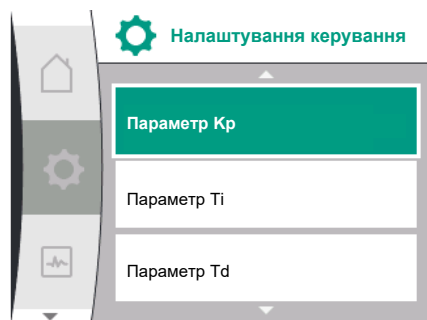 Налаштування керування
Параметр Kp
Параметр Ti
Параметр Td